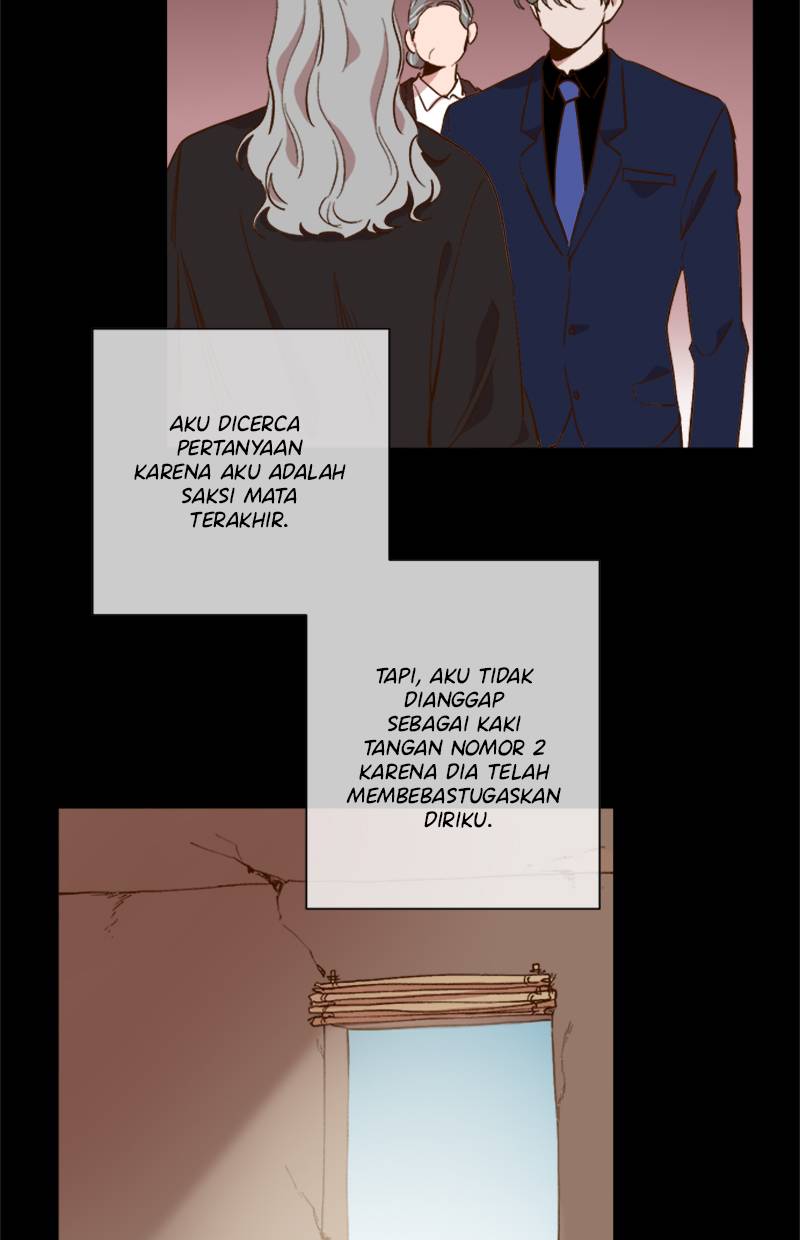 AKU DICERCA
PERTANYAAN
KARENA AKU ADALAH
SAKSI MATA
TERAKHIR.
TAPI, AKU TIDAK
DIANGGAP
SEBAGAI KAKI
TANGAN NOMOR 2
KARENA DIA TELAH
MEMBEBASTUGASKAN
DIRIKU.